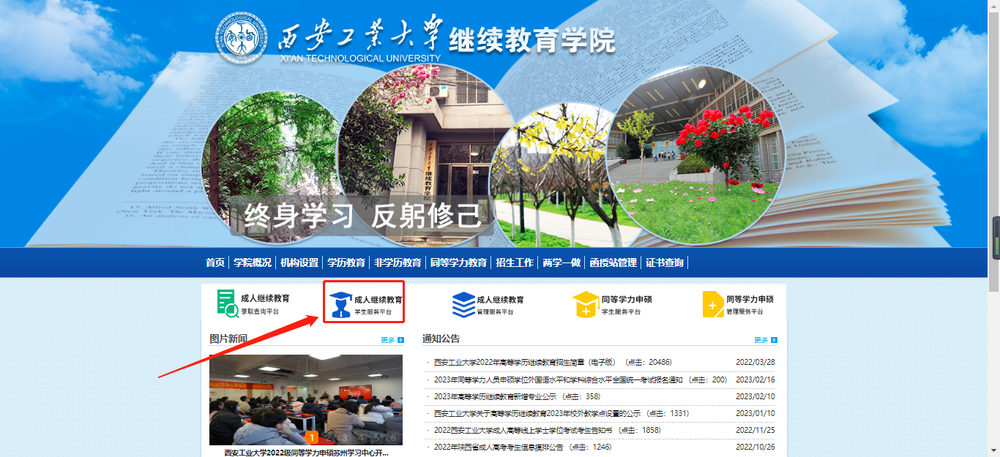 西安工业大学继续教育学院
XI'AN TECHNOLOGICAL UNIVERSITY
继续教育学院
终身学习 反躬修己
首页 学院概况 机构设置 学历教育 非学历教育 同等学力教育 招生工作 两学一做 函授站管理 证书查询
成人继续教育
录取查询平台
成人继续教育
学生服务平台
成人继续教育
管理服务平台
同等学力申硕
学生服务平台
同等学力申硕
管理服务平台
图片新闻 更多
通知公告 更多
· 西安工业大学2022年高等学历继续教育招生简章（电子版）（点击：20486) 2022/03/28
· 2023年同等学力人员申硕学位外国语水平和学科综合水平全国统一考试报名通知（点击：200) 2023/02/16
· 2023年高等学历继续教育新增专业公示（点击：358) 2023/02/10
· 西安工业大学关于高等学历继续教育2023年校外教学点设置的公示（点击：1331) 2023/01/10
· 2022西安工业大学成人高等线上学士学位考试考生告知书（点击：1858) 2022/11/25
· 2022年陕西省成人高考考生信息摸排公告（点击：1246) 2022/10/26
1 2 3 4 5 6
西安工业大学2022级同等学力申硕苏州学习中心开...